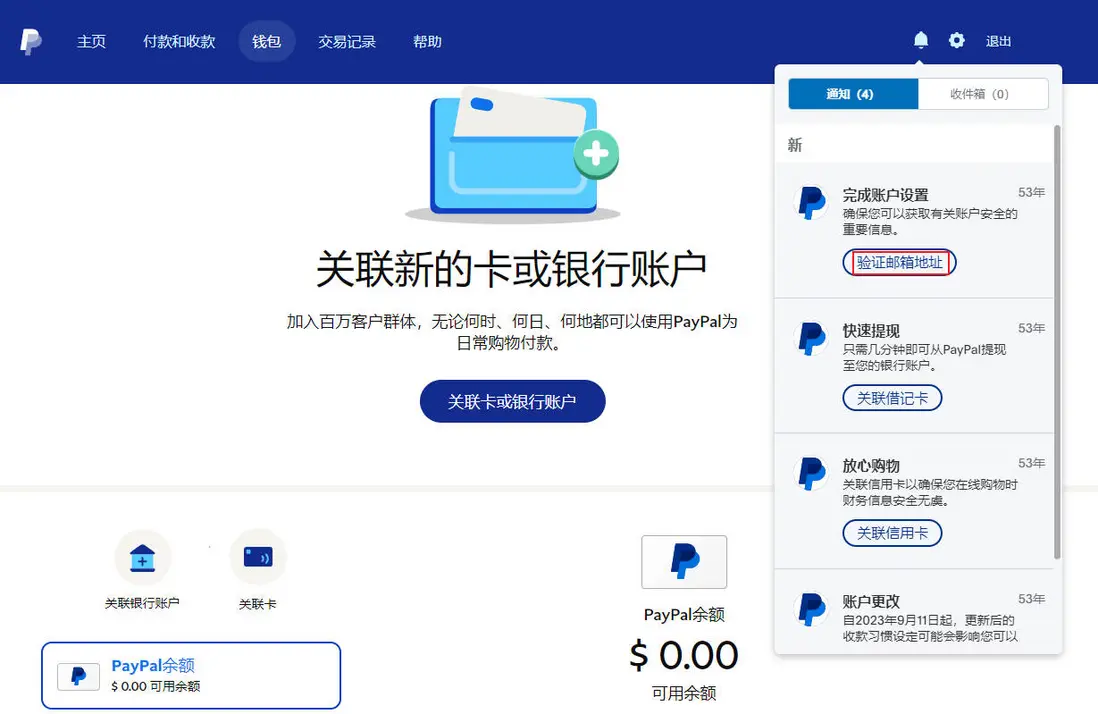 主页
付款和收款
钱包
交易记录
帮助
退出
通知（4）
收件箱（0）
新
完成账户设置
53年
确保您可以获取有关账户安全的
重要信息。
验证邮箱地址
快速提现
53年
只需几分钟即可从PayPal提现
至您的银行账户。
关联借记卡
放心购物
53年
关联信用卡以确保您在线购物时
财务信息安全无虞。
关联信用卡
账户更改
53年
自2023年9月11日起，更新后的
收款习惯设定可能会影响您可以
关联新的卡或银行账户
加入百万客户群体，无论何时、何日、何地都可以使用PayPal为
日常购物付款。
关联卡或银行账户
关联银行账户
关联卡
PayPal余额
$ 0.00 可用余额
PayPal余额
$ 0.00
可用余额